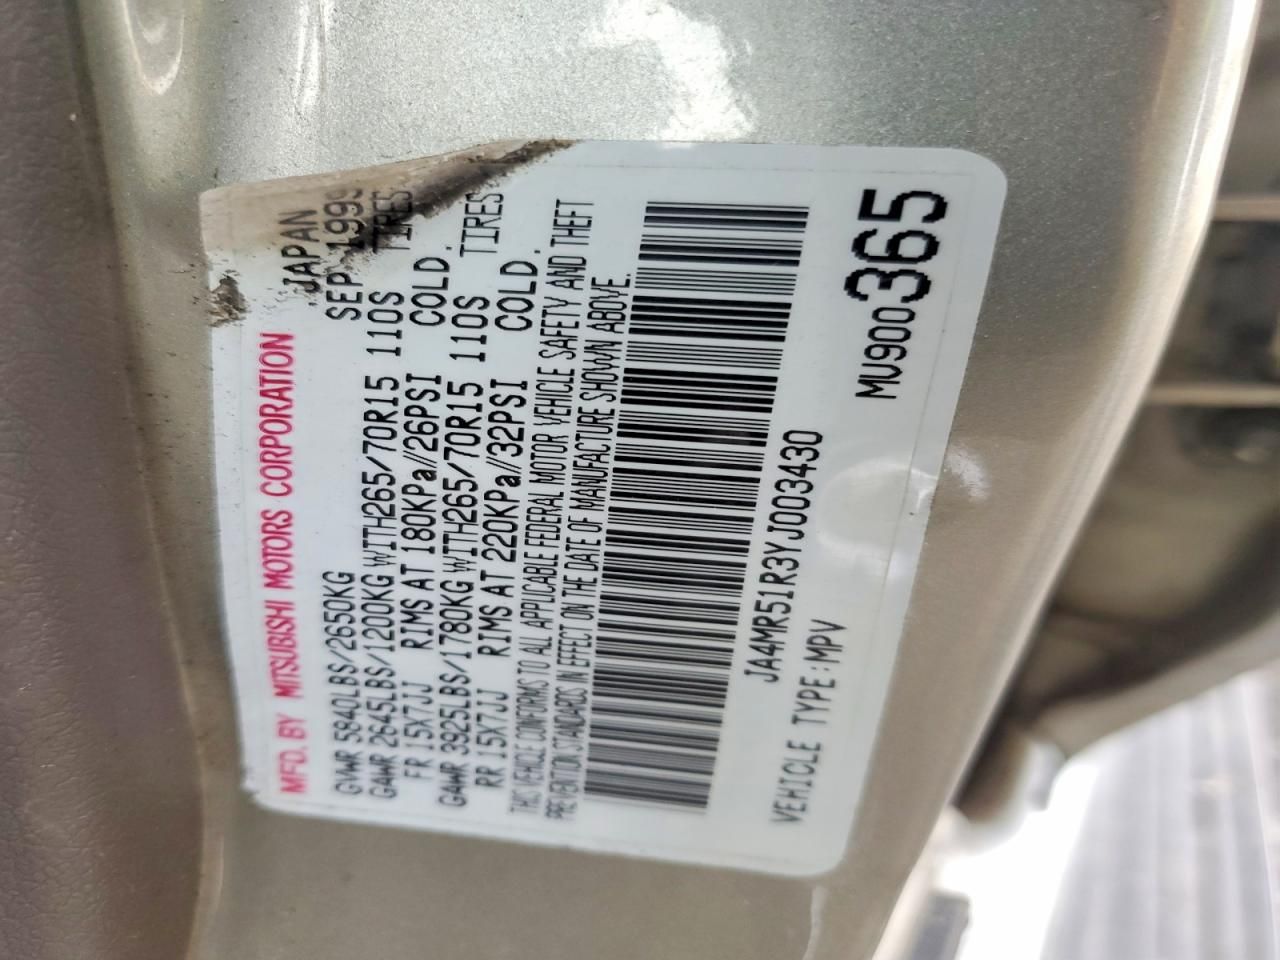 MFD. BY MITSUBISHI MOTORS CORPORATION JAPAN
GVWR 5840LBS/2650KG SEP 1999
GAWR 2645LBS/1200KG WITH265/70R15 110S TIRES
FR 15X7JJ RIMS AT 180KPa//26PSI COLD.
GAWR 3925LBS/1780KG WITH265/70R15 110S TIRES
RR 15X7JJ RIMS AT 220KPa//32PSI COLD.
THIS VEHICLE CONFORMS TO ALL APPLICABLE FEDERAL MOTOR VEHICLE SAFETY AND THEFT
PREVENTION STANDARDS IN EFFECT ON THE DATE OF MANUFACTURE SHOWN ABOVE.
JA4MR51R3YJ003430
VEHICLE TYPE:MPV MU900365